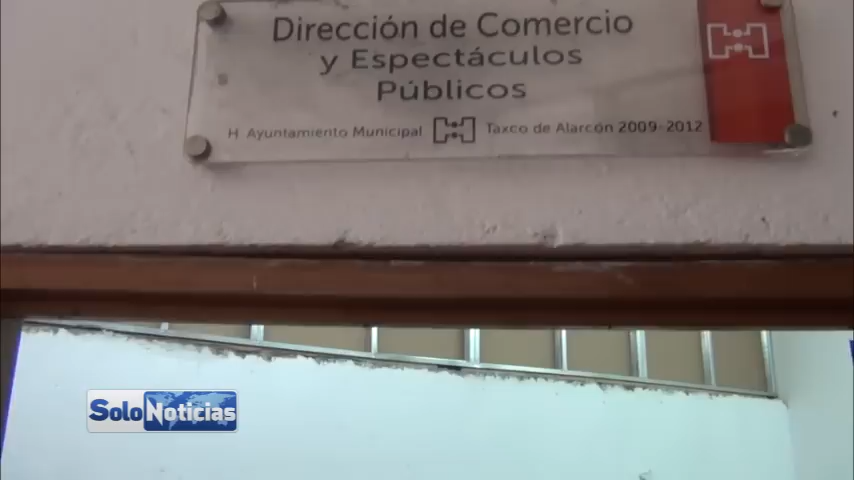 Dirección de Comercio
y Espectáculos
Públicos
H Ayuntamiento Municipal Taxco de Alarcón 2009-2012
SoloNoticias